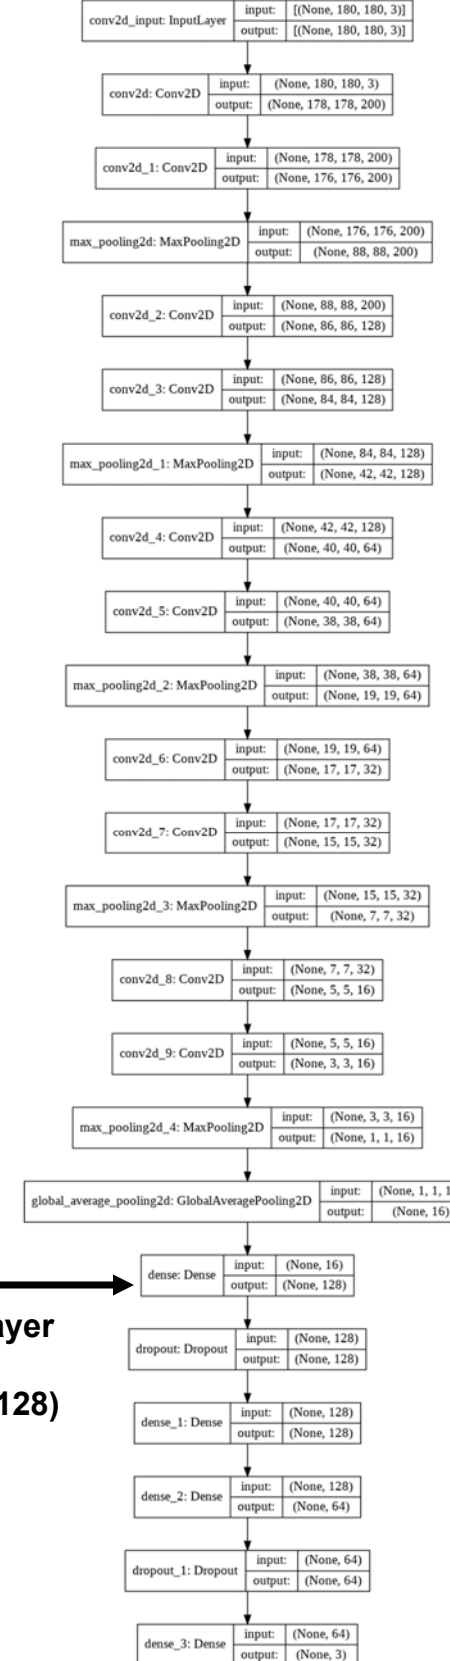 conv2d_input: InputLayer input: [(None, 180, 180, 3)]
output: [(None, 180, 180, 3)]
conv2d: Conv2D input: (None, 180, 180, 3)
output: (None, 178, 178, 200)
conv2d_1: Conv2D input: (None, 178, 178, 200)
output: (None, 176, 176, 200)
max_pooling2d: MaxPooling2D input: (None, 176, 176, 200)
output: (None, 88, 88, 200)
conv2d_2: Conv2D input: (None, 88, 88, 200)
output: (None, 86, 86, 128)
conv2d_3: Conv2D input: (None, 86, 86, 128)
output: (None, 84, 84, 128)
max_pooling2d_1: MaxPooling2D input: (None, 84, 84, 128)
output: (None, 42, 42, 128)
conv2d_4: Conv2D input: (None, 42, 42, 128)
output: (None, 40, 40, 64)
conv2d_5: Conv2D input: (None, 40, 40, 64)
output: (None, 38, 38, 64)
max_pooling2d_2: MaxPooling2D input: (None, 38, 38, 64)
output: (None, 19, 19, 64)
conv2d_6: Conv2D input: (None, 19, 19, 64)
output: (None, 17, 17, 32)
conv2d_7: Conv2D input: (None, 17, 17, 32)
output: (None, 15, 15, 32)
max_pooling2d_3: MaxPooling2D input: (None, 15, 15, 32)
output: (None, 7, 7, 32)
conv2d_8: Conv2D input: (None, 7, 7, 32)
output: (None, 5, 5, 16)
conv2d_9: Conv2D input: (None, 5, 5, 16)
output: (None, 3, 3, 16)
max_pooling2d_4: MaxPooling2D input: (None, 3, 3, 16)
output: (None, 1, 1, 16)
global_average_pooling2d: GlobalAveragePooling2D input: (None, 1, 1, 1
output: (None, 16)
dense: Dense input: (None, 16)
output: (None, 128)
ayer
128)
dropout: Dropout input: (None, 128)
output: (None, 128)
dense_1: Dense input: (None, 128)
output: (None, 128)
dense_2: Dense input: (None, 128)
output: (None, 64)
dropout_1: Dropout input: (None, 64)
output: (None, 64)
dense_3: Dense input: (None, 64)
output: (None, 3)